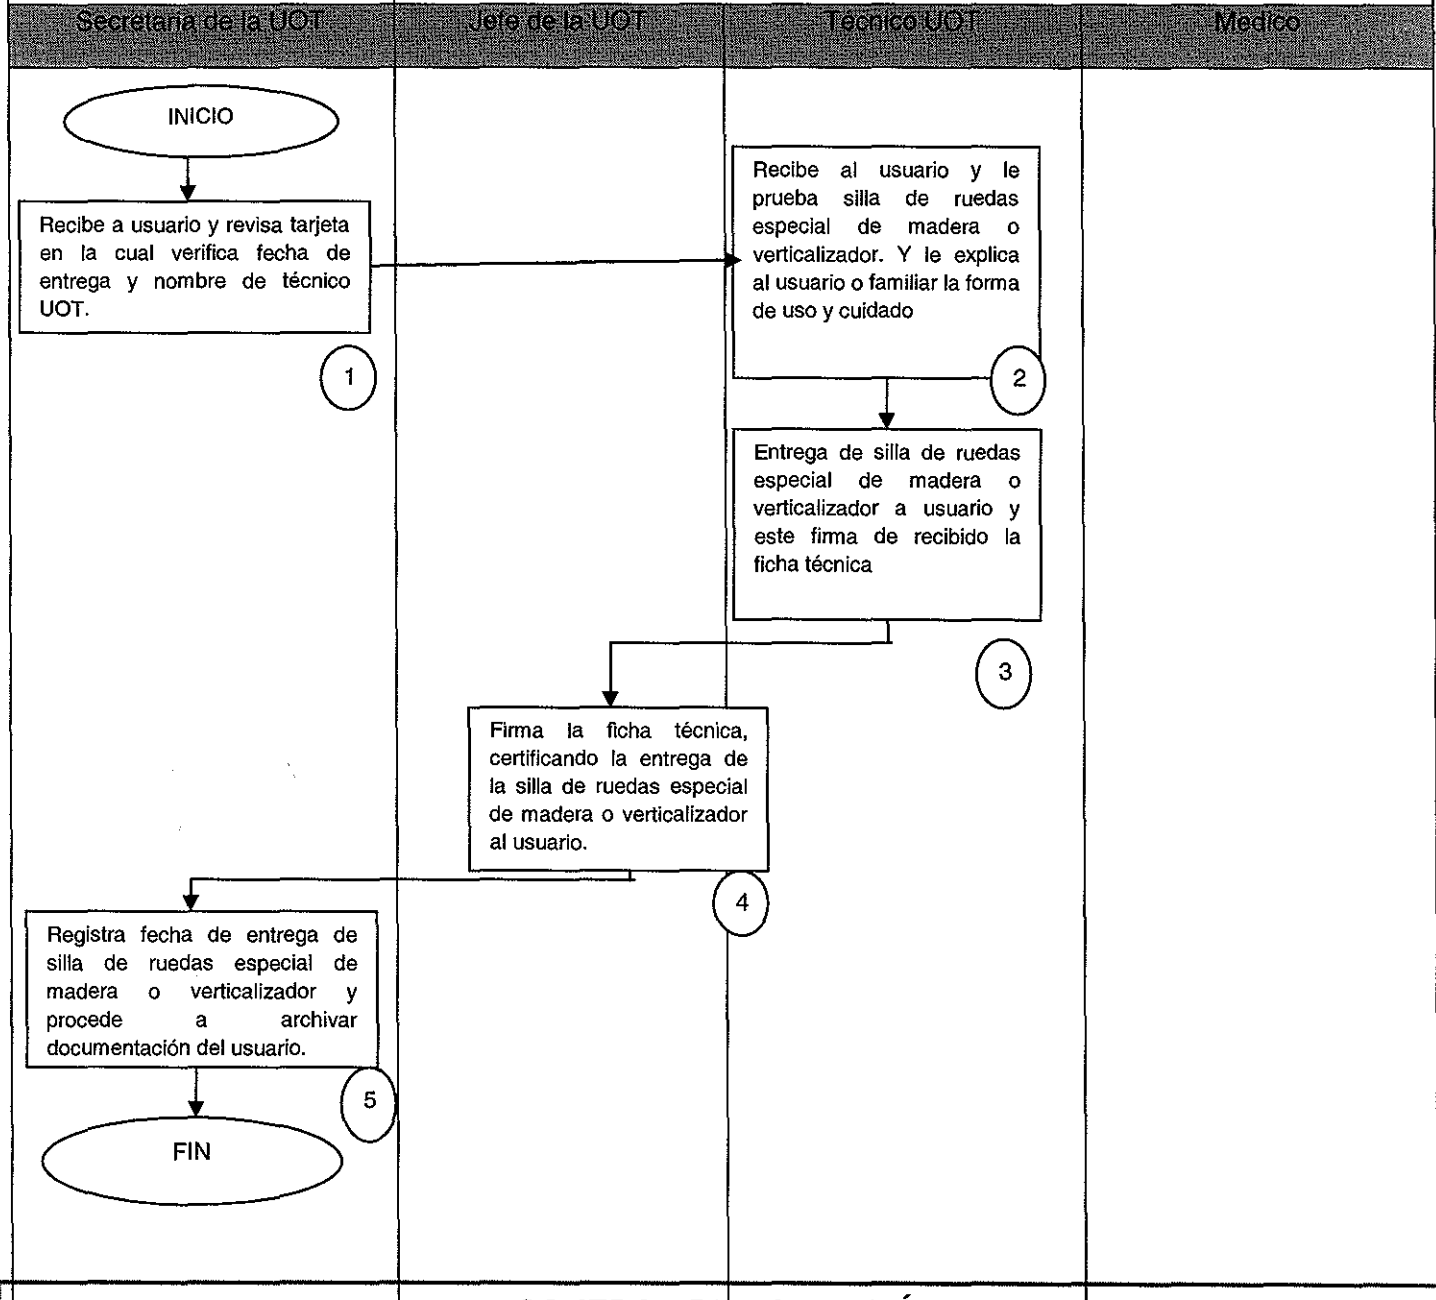 Secretaria de la UOT
Jefe de la UOT
Técnico UOT
Médico
INICIO
Recibe a usuario y revisa tarjeta
en la cual verifica fecha de
entrega y nombre de técnico
UOT.
1
Recibe al usuario y le
prueba silla de ruedas
especial de madera o
verticalizador. Y le explica
al usuario o familiar la forma
de uso y cuidado
2
Entrega de silla de ruedas
especial de madera o
verticalizador a usuario y
este firma de recibido la
ficha técnica
3
Firma la ficha técnica,
certificando la entrega de
la silla de ruedas especial
de madera o verticalizador
al usuario.
4
Registra fecha de entrega de
silla de ruedas especial de
madera o verticalizador y
procede a archivar
documentación del usuario.
5
FIN